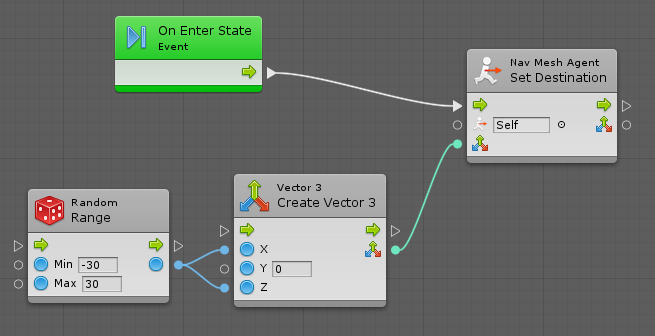 On Enter State
Event
Nav Mesh Agent
Set Destination
Self
Random
Range
Min -30
Max 30
Vector 3
Create Vector 3
X
Y 0
Z